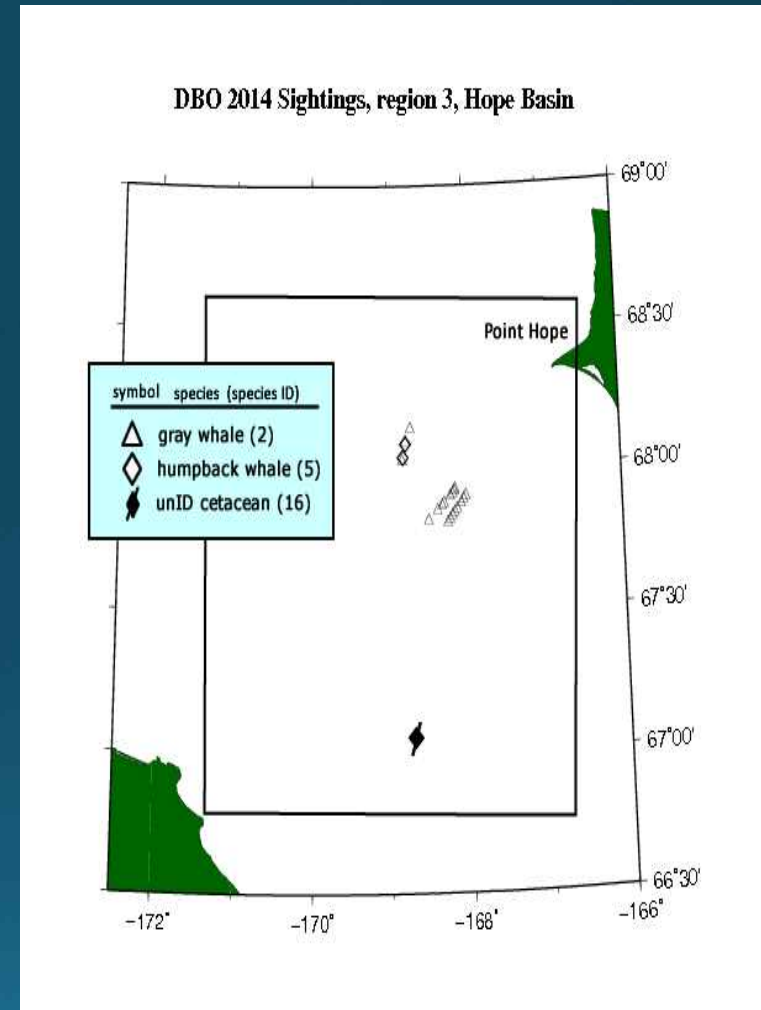 DBO 2014 Sightings, region 3, Hope Basin
69°00'
68°30'
Point Hope
symbol species (species ID)
gray whale (2)
humpback whale (5)
unID cetacean (16)
68°00'
67°30'
67°00'
66°30'
-172°
-170°
-168°
-166°